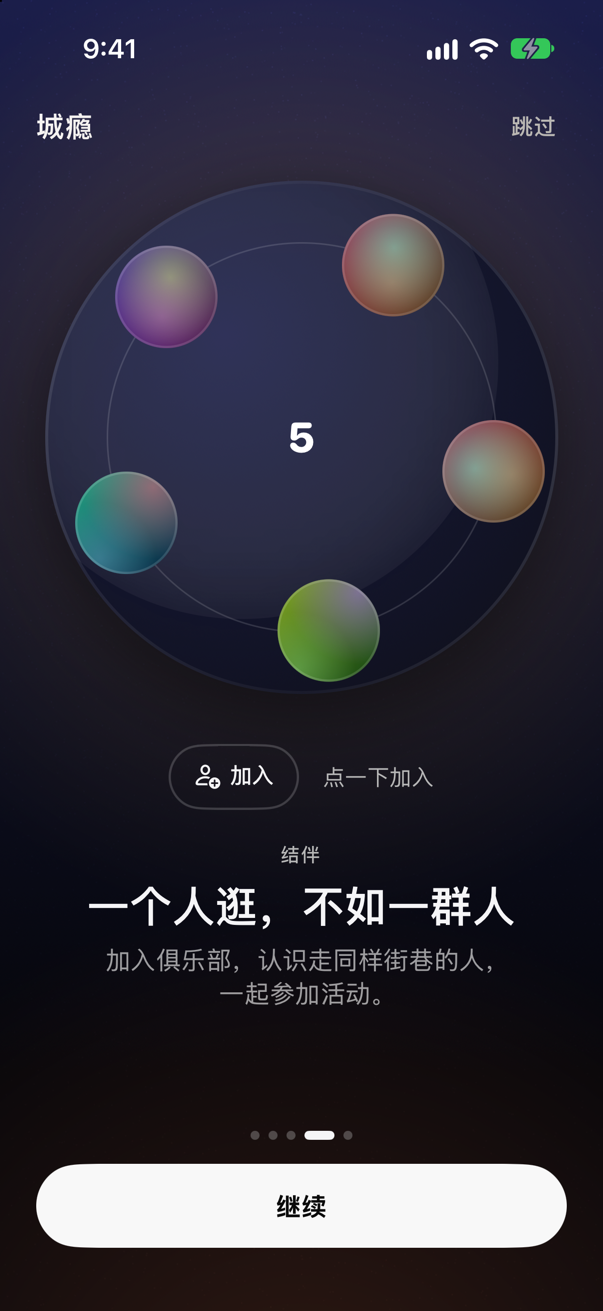 9:41
城瘾
跳过
5
加入
点一下加入
结伴
一个人逛，不如一群人
加入俱乐部，认识走同样街巷的人，
一起参加活动。
继续